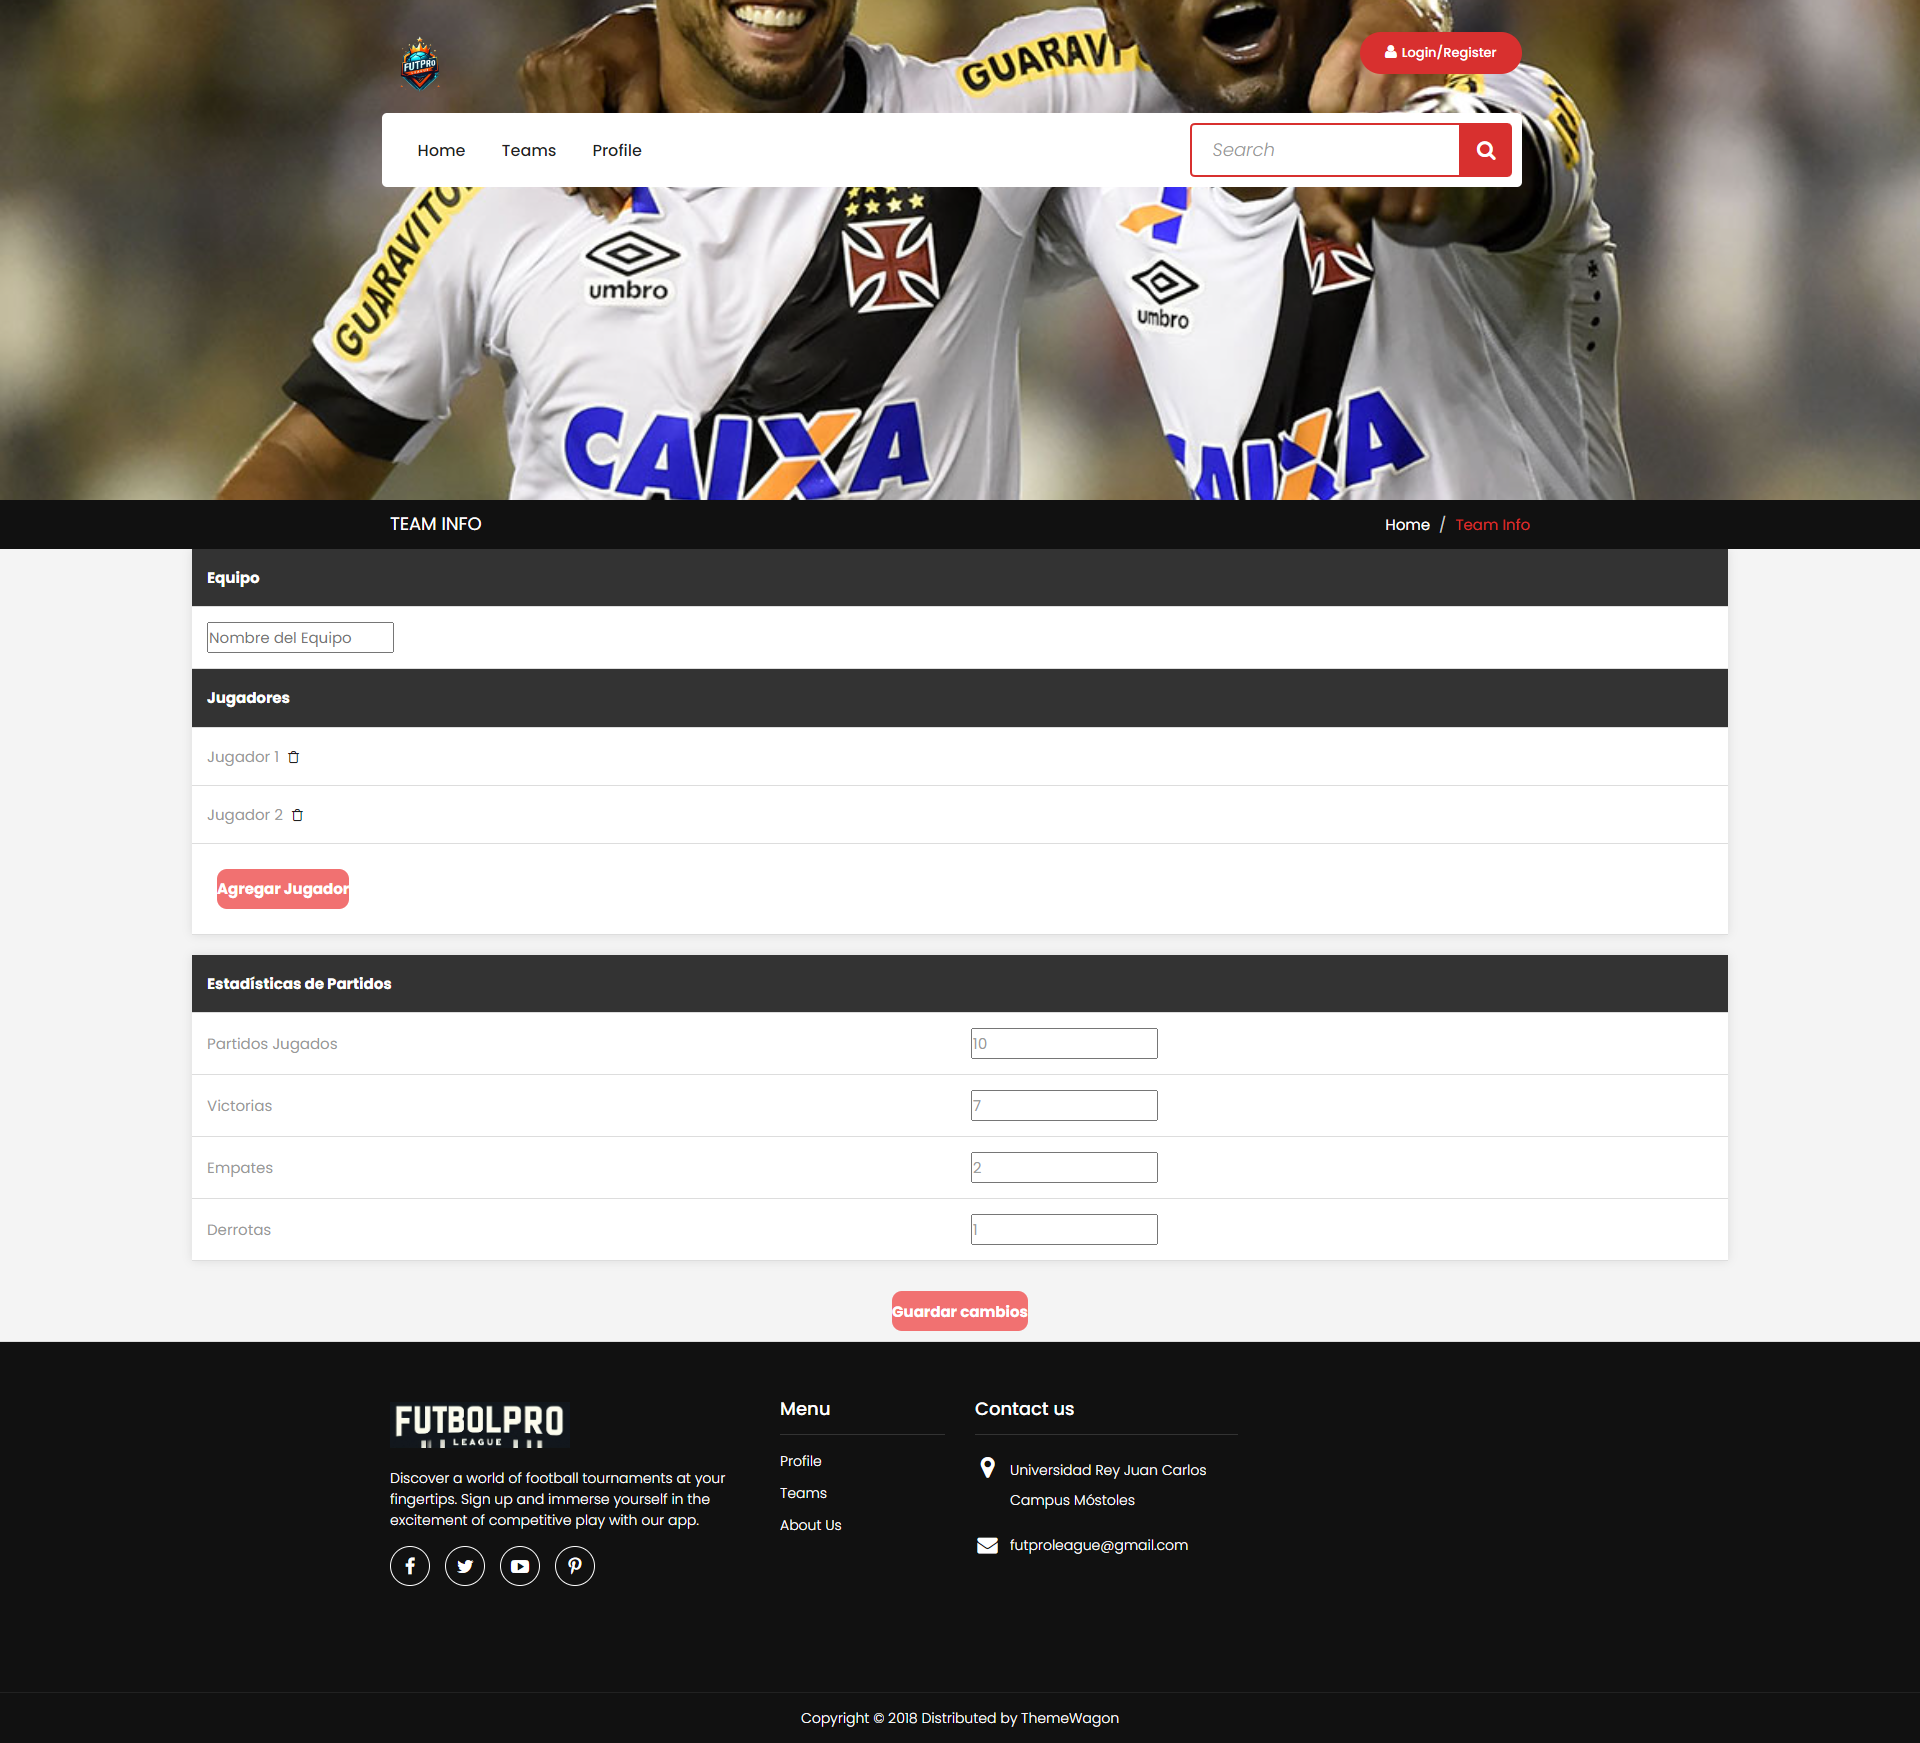 FUTPRO
Login/Register
GUARAVI
Home
Teams
Profile
Search
GUARAVITO
umbro
umbro
CAIXA
CAIXA
TEAM INFO
Home / Team Info
Equipo
Nombre del Equipo
Jugadores
Jugador 1
Jugador 2
Agregar Jugador
Estadísticas de Partidos
Partidos Jugados
10
Victorias
7
Empates
2
Derrotas
1
Guardar cambios
FUTBOLPRO
LEAGUE
Discover a world of football tournaments at your
fingertips. Sign up and immerse yourself in the
excitement of competitive play with our app.
Menu
Profile
Teams
About Us
Contact us
Universidad Rey Juan Carlos
Campus Móstoles
futproleague@gmail.com
Copyright © 2018 Distributed by ThemeWagon